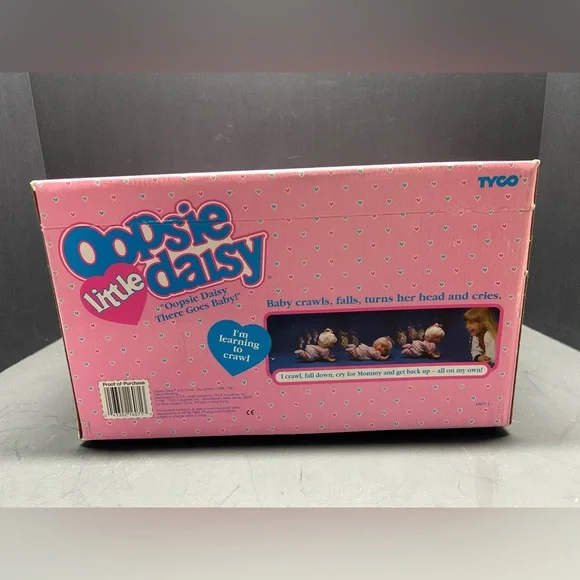 TYCO
Oopsie
little daisy
"Oopsie Daisy
There Goes Baby!"
I'm
learning to
crawl
Baby crawls, falls, turns her head and cries.
I crawl, fall down, cry for Mommy and get back up – all on my own!
Proof-of-Purchase
CE